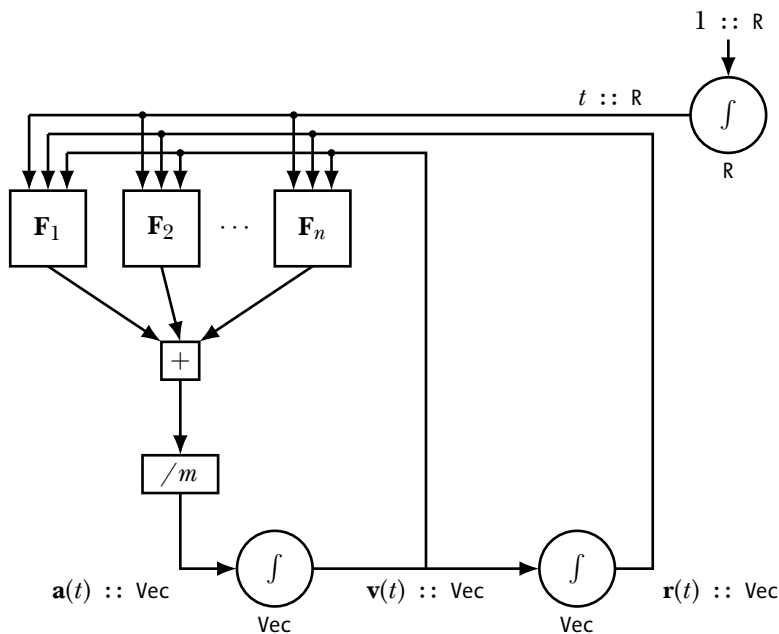 1 :: R
t :: R
∫
R
F₁
F₂
⋯
Fₙ
+
/m
∫
∫
a(t) :: Vec
v(t) :: Vec
r(t) :: Vec
Vec
Vec